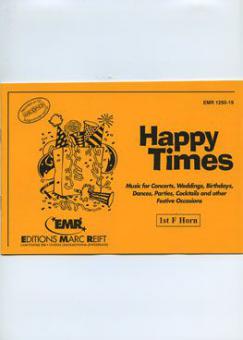 EMR 1250-19
Happy
Times
Music for Concerts, Weddings, Birthdays,
Dances, Parties, Cocktails and other
Festive Occasions
1st F Horn
EMR
EDITIONS MARC REIFT